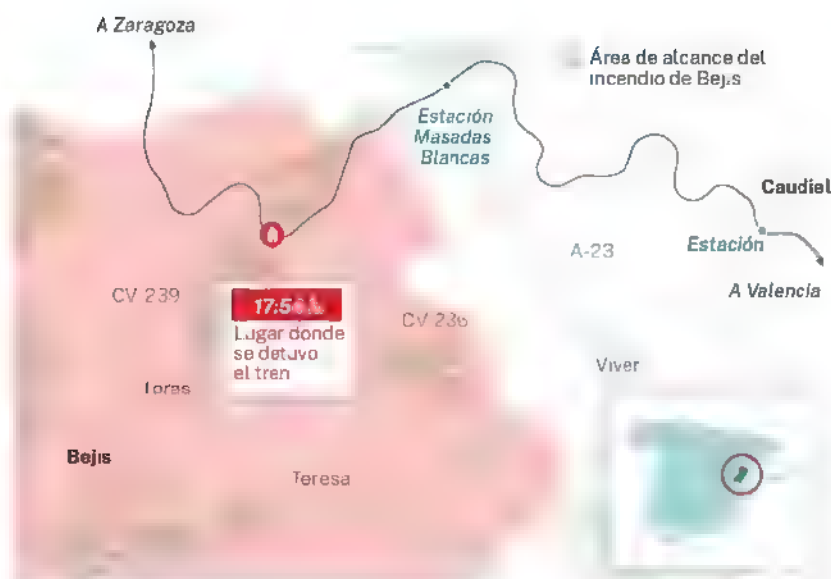 A Zaragoza
Área de alcance del
incendio de Bejís
Estación
Masadas
Blancas
Caudiel
Estación
A-23
A Valencia
CV 239
CV 236
Lugar donde
se detuvo
el tren
Viver
Toras
Bejís
Teresa